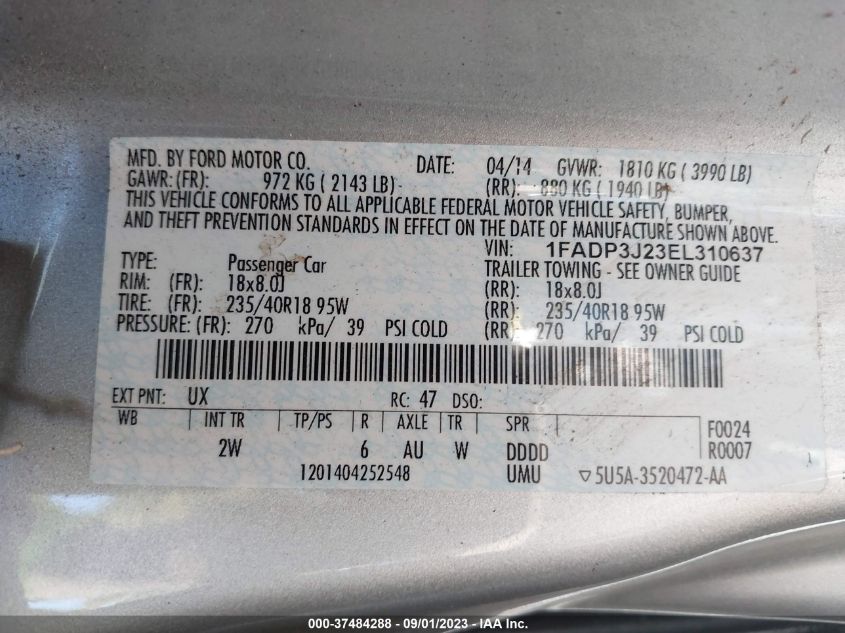 MFD. BY FORD MOTOR CO. DATE: 04/14 GVWR: 1810 KG ( 3990 LB)
GAWR: (FR): 972 KG ( 2143 LB) (RR): 880 KG ( 1940 LB)
THIS VEHICLE CONFORMS TO ALL APPLICABLE FEDERAL MOTOR VEHICLE SAFETY, BUMPER,
AND THEFT PREVENTION STANDARDS IN EFFECT ON THE DATE OF MANUFACTURE SHOWN ABOVE.
VIN: 1FADP3J23EL310637
TYPE: Passenger Car TRAILER TOWING - SEE OWNER GUIDE
RIM: (FR): 18x8.0J (RR): 18x8.0J
TIRE: (FR): 235/40R18 95W (RR): 235/40R18 95W
PRESSURE: (FR): 270 kPa/ 39 PSI COLD (RR): 270 kPa/ 39 PSI COLD
EXT PNT: UX RC: 47 DSO:
WB INT TR TP/PS R AXLE TR SPR F0024
2W 6 AU W DDDD R0007
1201404252548 UMU ▽5U5A-3520472-AA
000-37484288 - 09/01/2023 - IAA Inc.